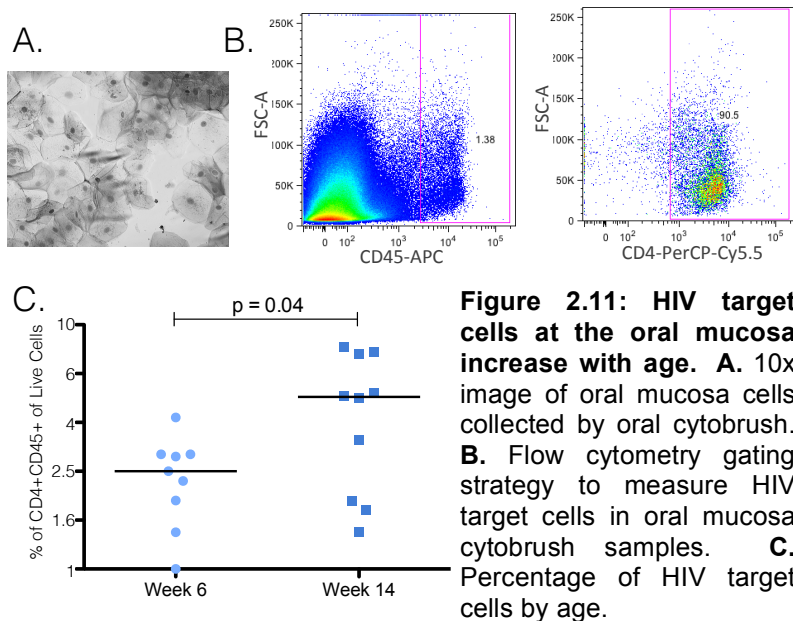 A.
B.
FSC-A
250K
200K
150K
100K
50K
0
1.38
0 10² 10³ 10⁴ 10⁵
CD45-APC
FSC-A
250K
200K
150K
100K
50K
0
90.5
0 10² 10³ 10⁴ 10⁵
CD4-PerCP-Cy5.5
C.
% of CD4+CD45+ of Live Cells
10
6
4
2.5
1.6
1
p = 0.04
Week 6 Week 14
Figure 2.11: HIV target
cells at the oral mucosa
increase with age. A. 10x
image of oral mucosa cells
collected by oral cytobrush.
B. Flow cytometry gating
strategy to measure HIV
target cells in oral mucosa
cytobrush samples. C.
Percentage of HIV target
cells by age.